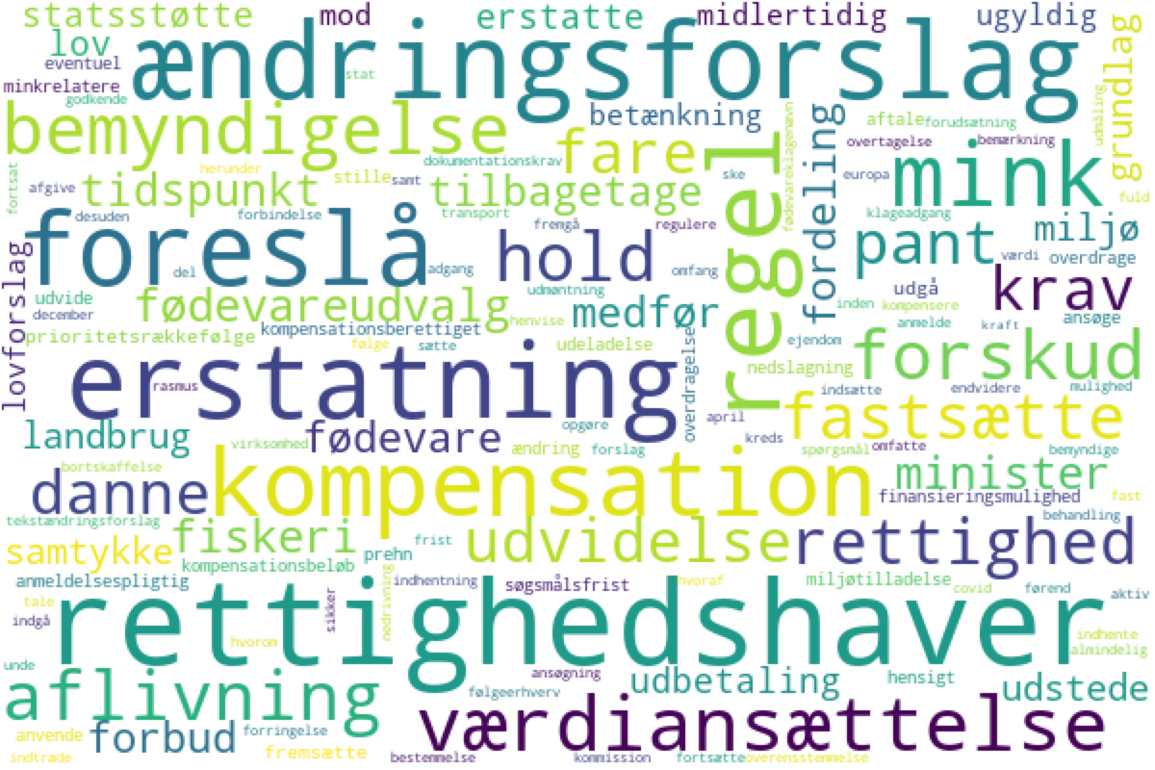 statsstøtte mod erstatte midlertidig ugyldig
lov ændringsforslag grundlag
eventuel
stat
minkrelatere
godkende
bemyndigelse betænkning fordeling aftale forudsætning udmåling
fare regel fødevareklagenævn overtagelse bemærkning
dokumentationskrav
fortsat herunder
afgive tidspunkt stille samt tilbagetage ske europa mink fuld
desuden forbindelse transport fremgå regulere klageadgang
lovforslag foreslå hold pant miljø
del adgang omfang værdi overdrage
udvide udmøntning udgå krav
december fødevareudvalg henvise medfør inden kompensere
kompensationsberettiget anmelde kraft ansøge
prioritetsrækkefølge følge sætte udeladelse overdragelse ejendom forskud
erstatning nedslagning
rasmus indsætte endvidere mulighed
april fastsætte
landbrug fødevare opgøre
virksomhed ændring forslag kreds spørgsmål omfatte bemyndige
bortskaffelse kompensation minister
danne finansieringsmulighed fast
tekstændringsforslag behandling
samtykke fiskeri prehn frist udvidelse rettighed
kompensationsbeløb
anmeldelsespligtig nedrivning indhentning søgsmålsfrist hvoraf miljøtilladelse covid førend aktiv
tale sikker
indgå rettighedshaver
hvorom indhente
almindelig
unde ansøgning udbetaling hensigt
aflivning følgeerhverv udstede
anvende forbud forringelse værdiansættelse
indtræde fremsætte bestemmelse kommission fortsætte overensstemmelse